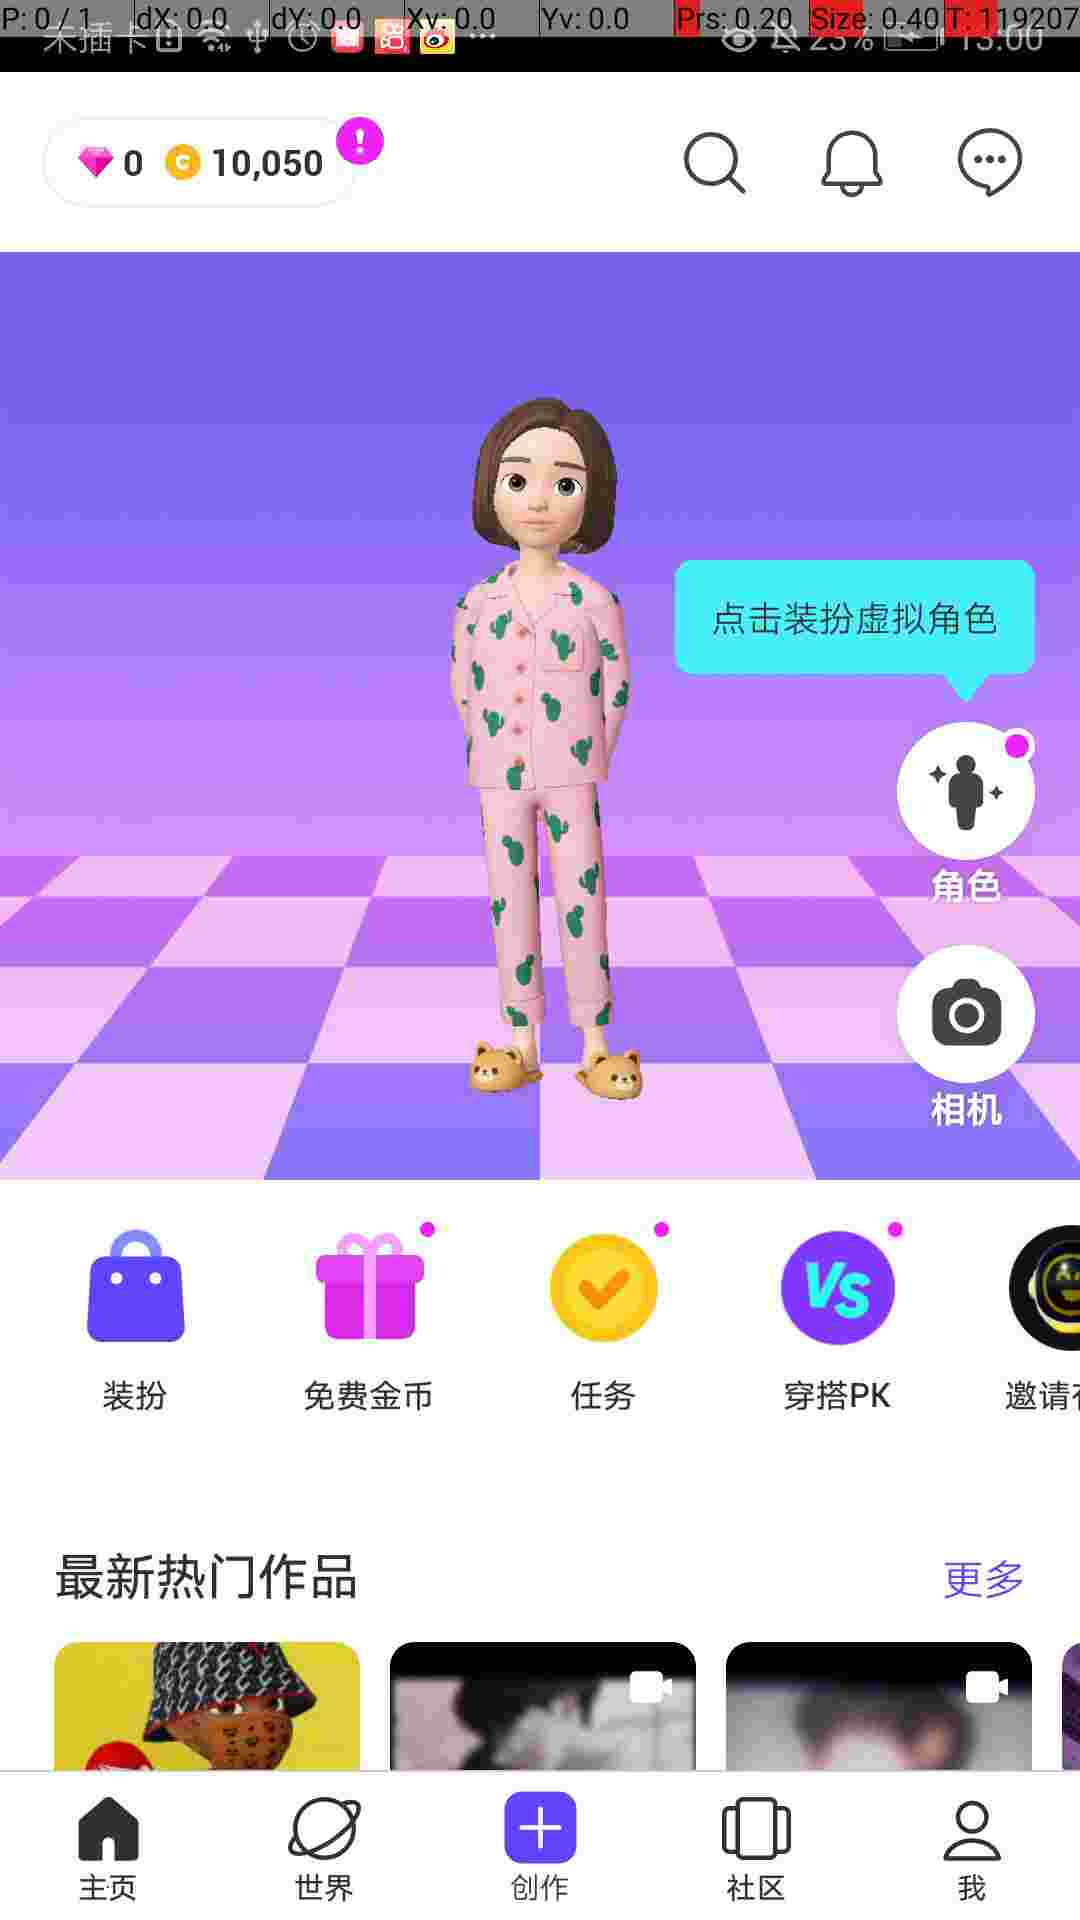 P: 0 / 1 dX: 0.0 dY: 0.0 Xv: 0.0 Yv: 0.0 Prs: 0.20 Size: 0.40 T: 119207
未插卡 23% 13:00
0 C 10,050 !
点击装扮虚拟角色
角色
相机
VS
装扮 免费金币 任务 穿搭PK 邀请
最新热门作品 更多
主页 世界 创作 社区 我